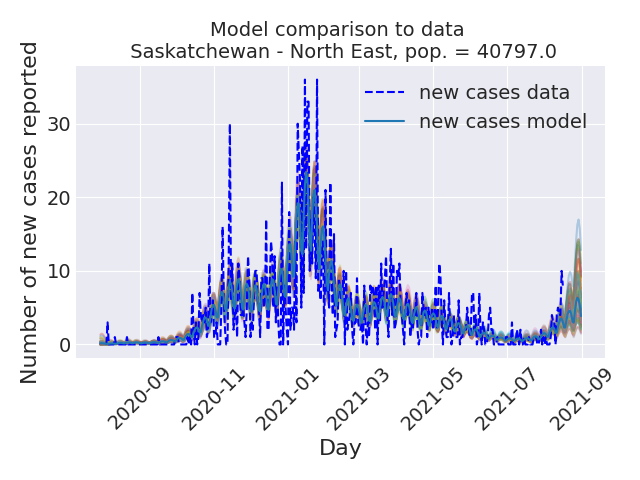 Model comparison to data
Saskatchewan - North East, pop. = 40797.0
Number of new cases reported
new cases data
new cases model
30
20
10
0
2020-09
2020-11
2021-01
2021-03
2021-05
2021-07
2021-09
Day